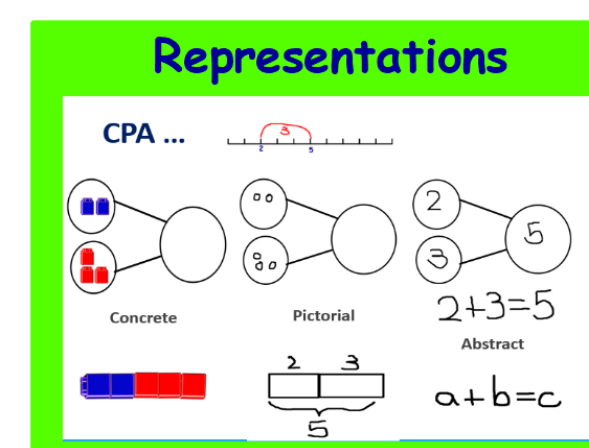 Representations
CPA ...
3
2 5
2
5
3
2+3=5
Concrete
Pictorial
Abstract
2 3
5
a+b=c